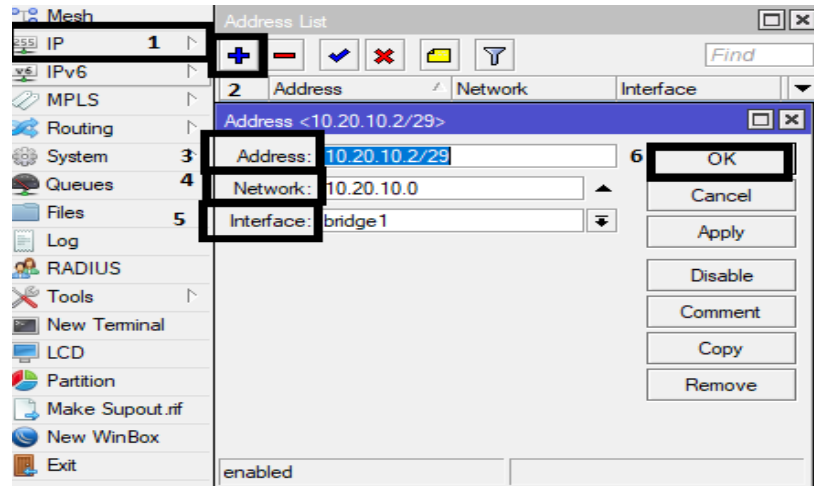 Mesh
IP 1
IPv6
MPLS
Routing
System
Queues
Files
Log
RADIUS
Tools
New Terminal
LCD
Partition
Make Supout.rif
New WinBox
Exit
Address List
Find
2 Address Network Interface
Address <10.20.10.2/29>
3 Address: 10.20.10.2/29
4 Network: 10.20.10.0
5 Interface: bridge1
6 OK
Cancel
Apply
Disable
Comment
Copy
Remove
enabled